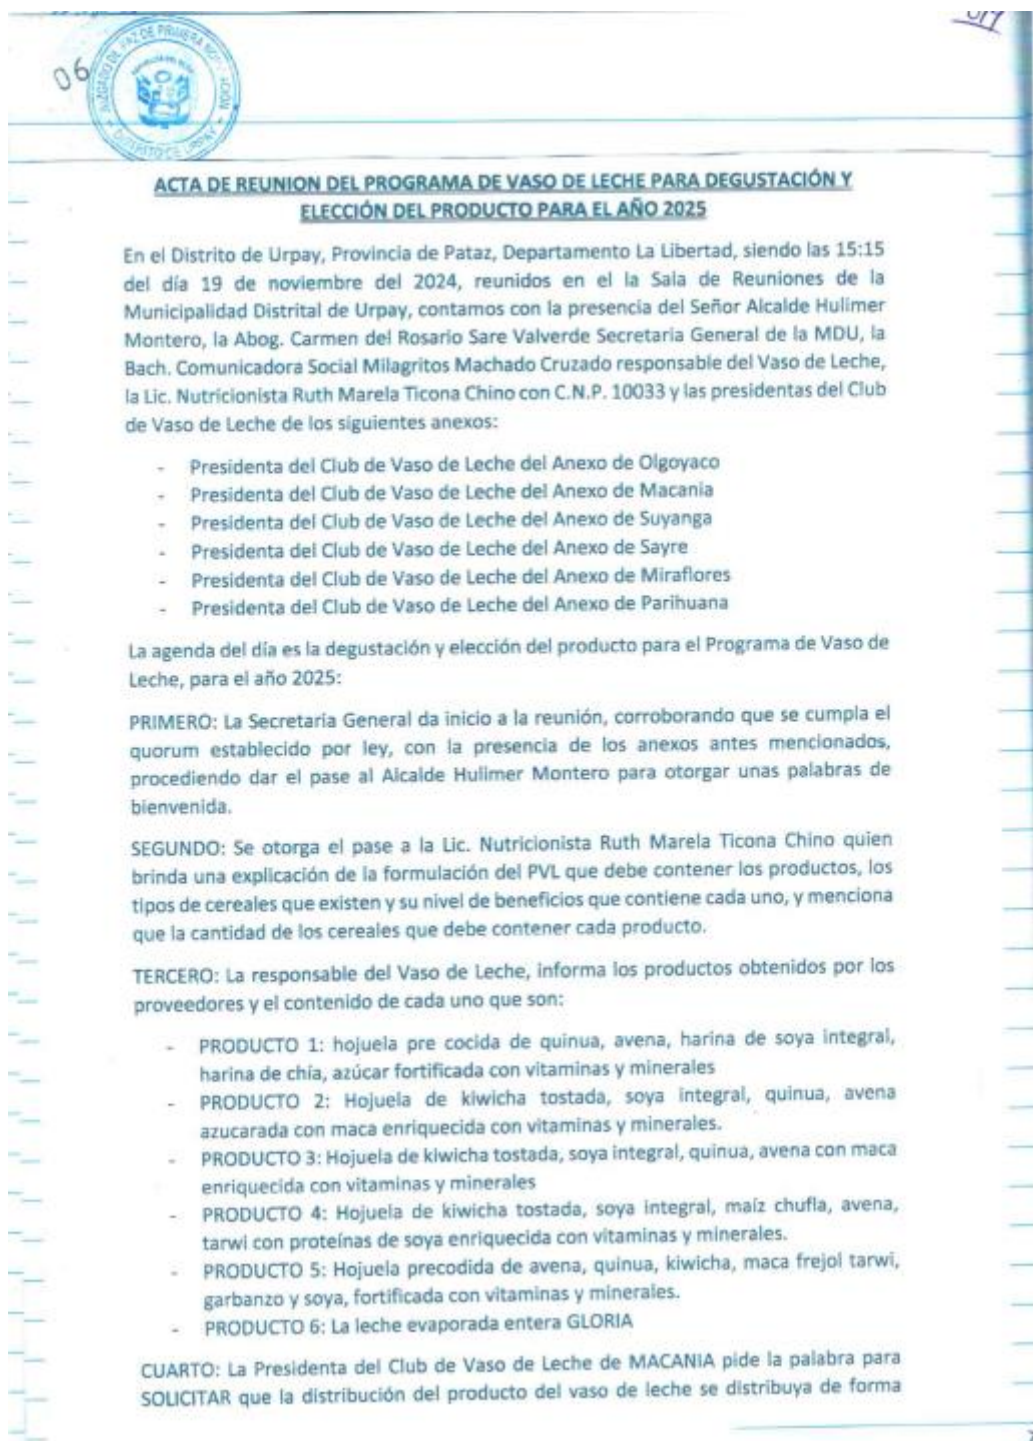 06
JUZGADO DE PAZ DE PRIMERA NOMINACIÓN
DISTRITO DE URPAY
ACTA DE REUNION DEL PROGRAMA DE VASO DE LECHE PARA DEGUSTACIÓN Y
ELECCIÓN DEL PRODUCTO PARA EL AÑO 2025
En el Distrito de Urpay, Provincia de Pataz, Departamento La Libertad, siendo las 15:15
del día 19 de noviembre del 2024, reunidos en el la Sala de Reuniones de la
Municipalidad Distrital de Urpay, contamos con la presencia del Señor Alcalde Hulimer
Montero, la Abog. Carmen del Rosario Sare Valverde Secretaria General de la MDU, la
Bach. Comunicadora Social Milagritos Machado Cruzado responsable del Vaso de Leche,
la Lic. Nutricionista Ruth Marela Ticona Chino con C.N.P. 10033 y las presidentas del Club
de Vaso de Leche de los siguientes anexos:
- Presidenta del Club de Vaso de Leche del Anexo de Olgoyaco
- Presidenta del Club de Vaso de Leche del Anexo de Macania
- Presidenta del Club de Vaso de Leche del Anexo de Suyanga
- Presidenta del Club de Vaso de Leche del Anexo de Sayre
- Presidenta del Club de Vaso de Leche del Anexo de Miraflores
- Presidenta del Club de Vaso de Leche del Anexo de Parihuana
La agenda del día es la degustación y elección del producto para el Programa de Vaso de
Leche, para el año 2025:
PRIMERO: La Secretaria General da inicio a la reunión, corroborando que se cumpla el
quorum establecido por ley, con la presencia de los anexos antes mencionados,
procediendo dar el pase al Alcalde Hulimer Montero para otorgar unas palabras de
bienvenida.
SEGUNDO: Se otorga el pase a la Lic. Nutricionista Ruth Marela Ticona Chino quien
brinda una explicación de la formulación del PVL que debe contener los productos, los
tipos de cereales que existen y su nivel de beneficios que contiene cada uno, y menciona
que la cantidad de los cereales que debe contener cada producto.
TERCERO: La responsable del Vaso de Leche, informa los productos obtenidos por los
proveedores y el contenido de cada uno que son:
- PRODUCTO 1: hojuela pre cocida de quinua, avena, harina de soya integral,
harina de chía, azúcar fortificada con vitaminas y minerales
- PRODUCTO 2: Hojuela de kiwicha tostada, soya integral, quinua, avena
azucarada con maca enriquecida con vitaminas y minerales.
- PRODUCTO 3: Hojuela de kiwicha tostada, soya integral, quinua, avena con maca
enriquecida con vitaminas y minerales
- PRODUCTO 4: Hojuela de kiwicha tostada, soya integral, maíz chufla, avena,
tarwi con proteínas de soya enriquecida con vitaminas y minerales.
- PRODUCTO 5: Hojuela precodida de avena, quinua, kiwicha, maca frejol tarwi,
garbanzo y soya, fortificada con vitaminas y minerales.
- PRODUCTO 6: La leche evaporada entera GLORIA
CUARTO: La Presidenta del Club de Vaso de Leche de MACANIA pide la palabra para
SOLICITAR que la distribución del producto del vaso de leche se distribuya de forma